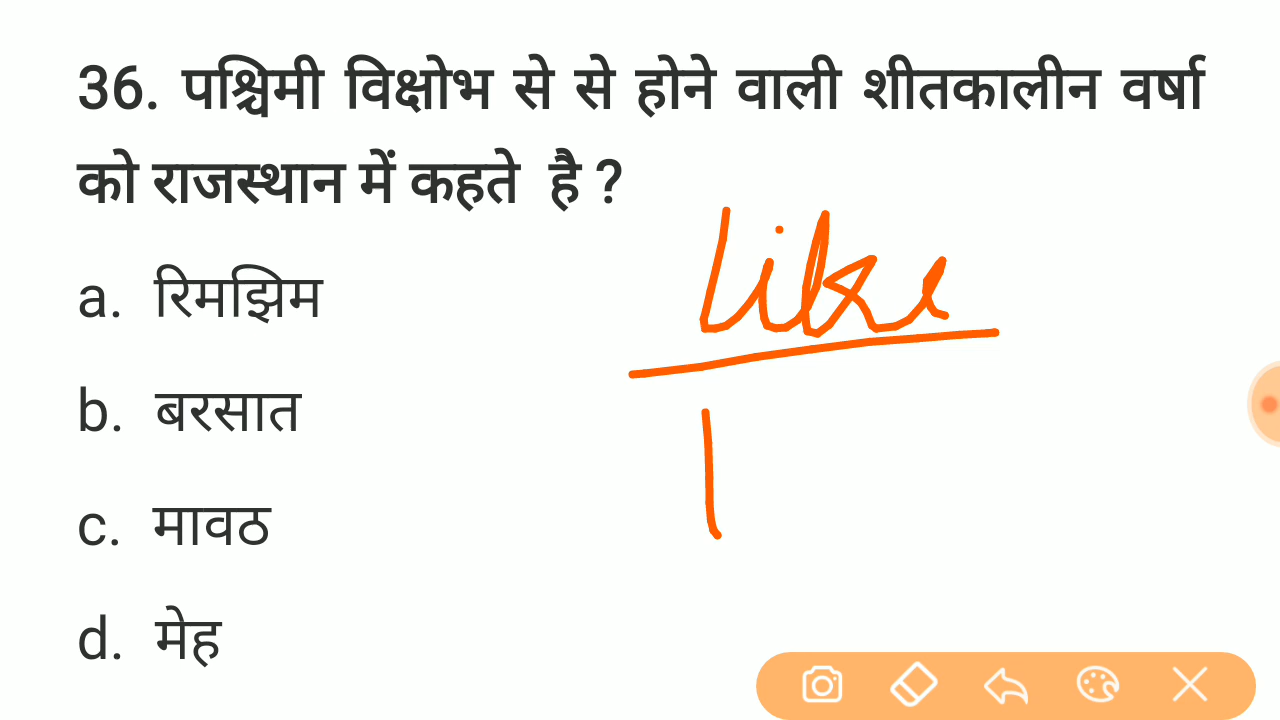 36. पश्चिमी विक्षोभ से से होने वाली शीतकालीन वर्षा
को राजस्थान में कहते है ?
a. रिमझिम
b. बरसात
c. मावठ
d. मेह
Like